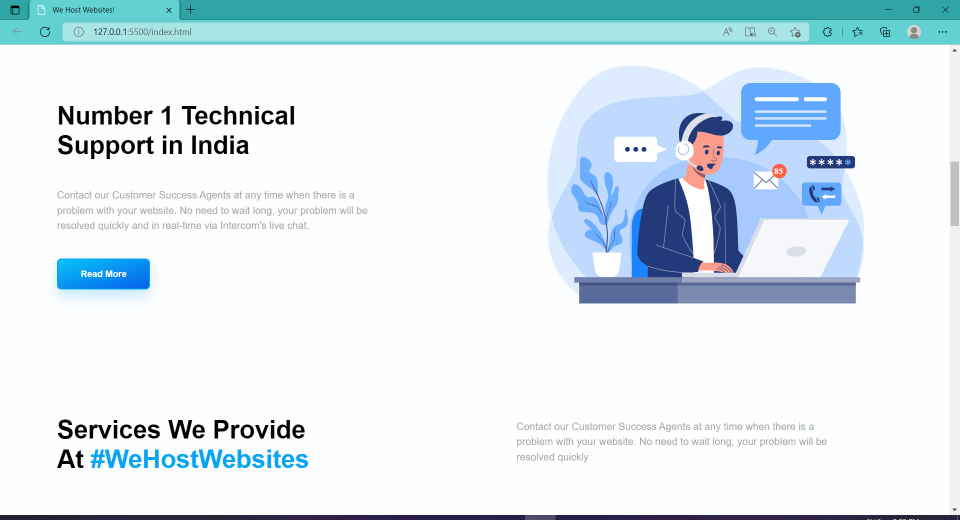 We Host Websites!
127.0.0.1:5500/index.html
Number 1 Technical
Support in India
Contact our Customer Success Agents at any time when there is a
problem with your website. No need to wait long, your problem will be
resolved quickly and in real-time via Intercom's live chat.
Read More
85
*****
Services We Provide
At #WeHostWebsites
Contact our Customer Success Agents at any time when there is a
problem with your website. No need to wait long, your problem will be
resolved quickly